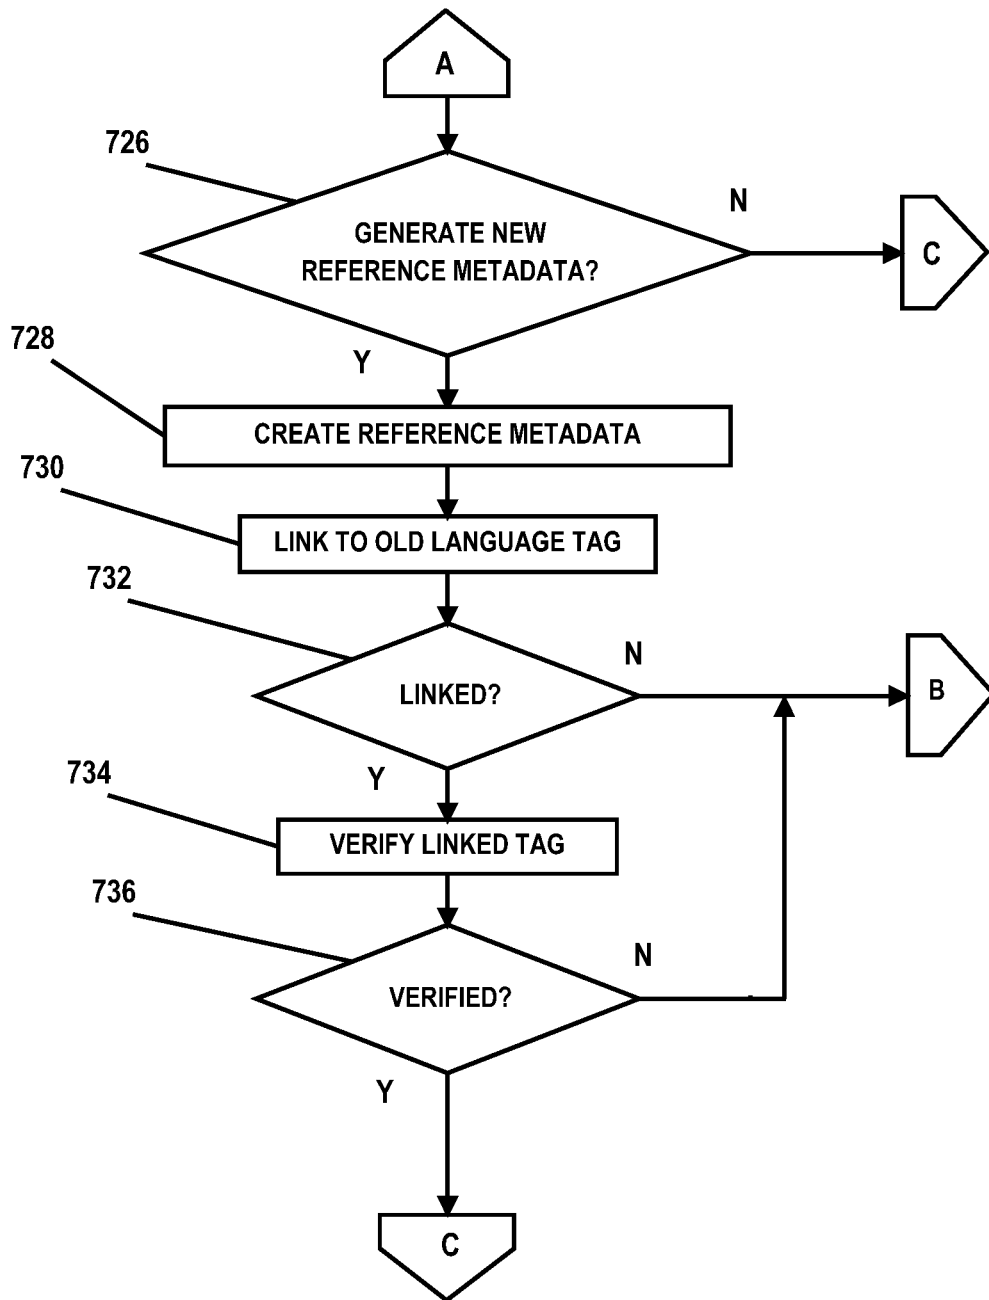 A
726
N
GENERATE NEW
REFERENCE METADATA?
C
728
Y
CREATE REFERENCE METADATA
730
LINK TO OLD LANGUAGE TAG
732
N
LINKED?
B
734
Y
VERIFY LINKED TAG
736
N
VERIFIED?
Y
C